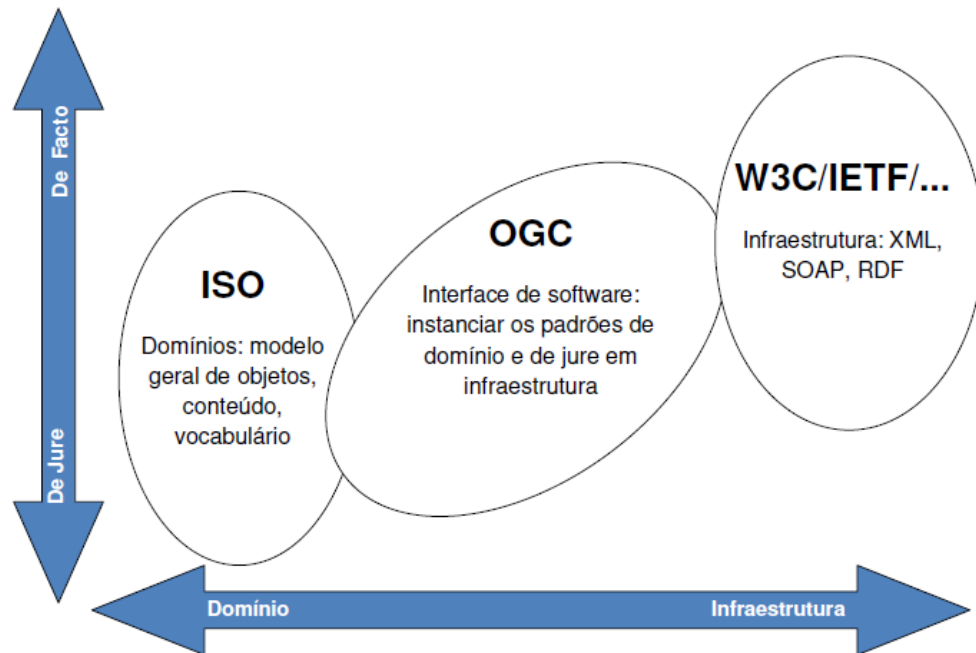 De Facto
De Jure
ISO
Domínios: modelo
geral de objetos,
conteúdo,
vocabulário
OGC
Interface de software:
instanciar os padrões de
domínio e de jure em
infraestrutura
W3C/IETF/...
Infraestrutura: XML,
SOAP, RDF
Domínio
Infraestrutura